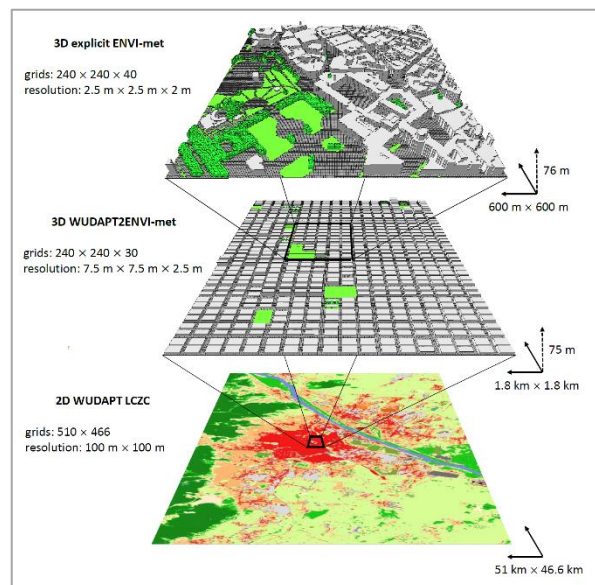 3D explicit ENVI-met
grids: 240 × 240 × 40
resolution: 2.5 m × 2.5 m × 2 m
76 m
600 m × 600 m
3D WUDAPT2ENVI-met
grids: 240 × 240 × 30
resolution: 7.5 m × 7.5 m × 2.5 m
75 m
1.8 km × 1.8 km
2D WUDAPT LCZC
grids: 510 × 466
resolution: 100 m × 100 m
51 km × 46.6 km